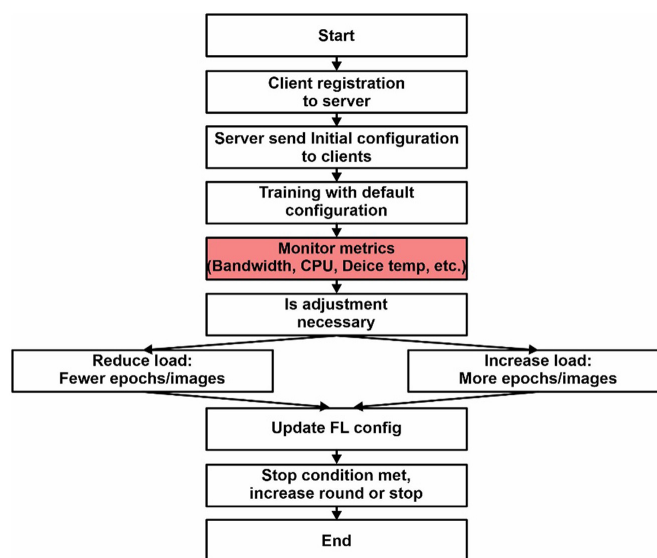 Start
Client registration
to server
Server send Initial configuration
to clients
Training with default
configuration
Monitor metrics
(Bandwidth, CPU, Deice temp, etc.)
Is adjustment
necessary
Reduce load:
Fewer epochs/images
Increase load:
More epochs/images
Update FL config
Stop condition met,
increase round or stop
End